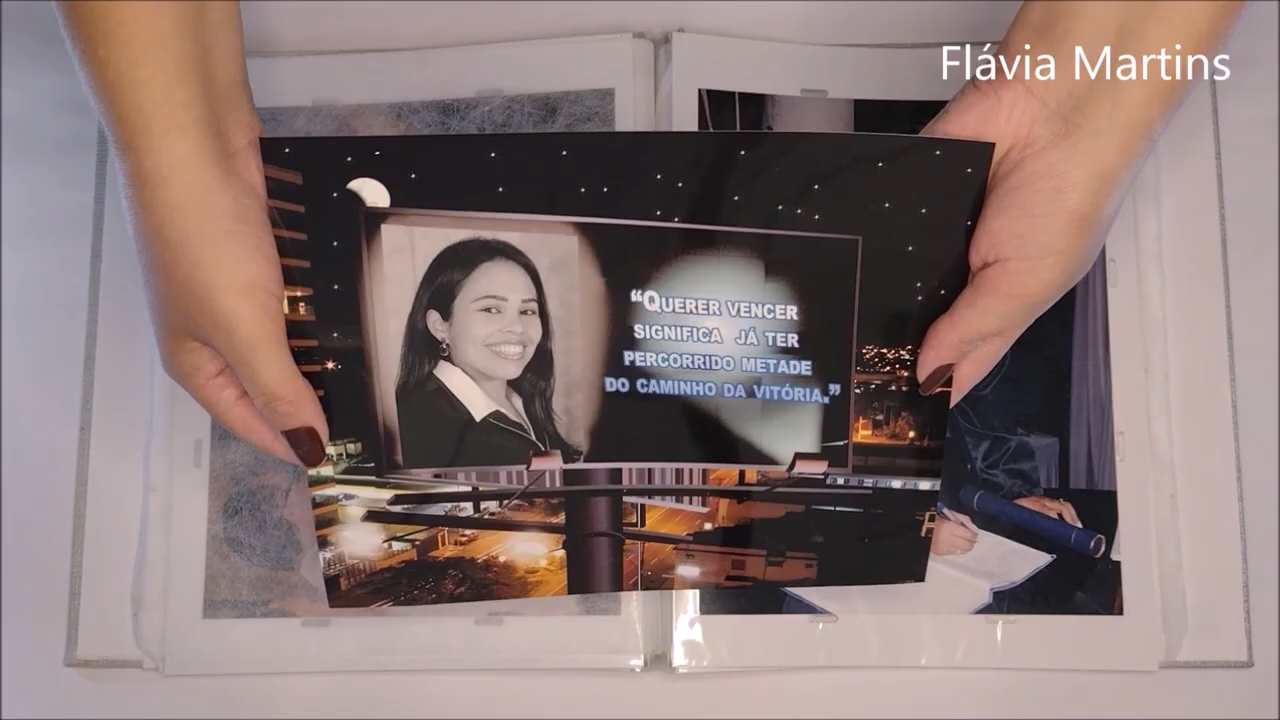 Flávia Martins
“QUERER VENCER
SIGNIFICA JÁ TER
PERCORRIDO METADE
DO CAMINHO DA VITÓRIA.”